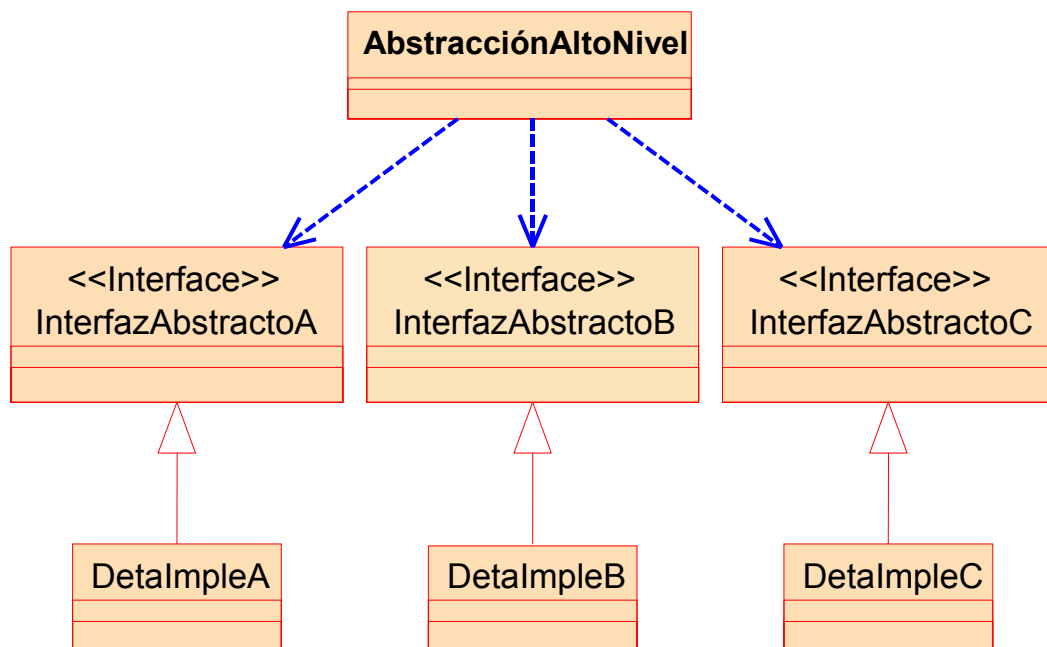 AbstracciónAltoNivel
<<Interface>>
InterfazAbstractoA
<<Interface>>
InterfazAbstractoB
<<Interface>>
InterfazAbstractoC
DetaImpleA
DetaImpleB
DetaImpleC